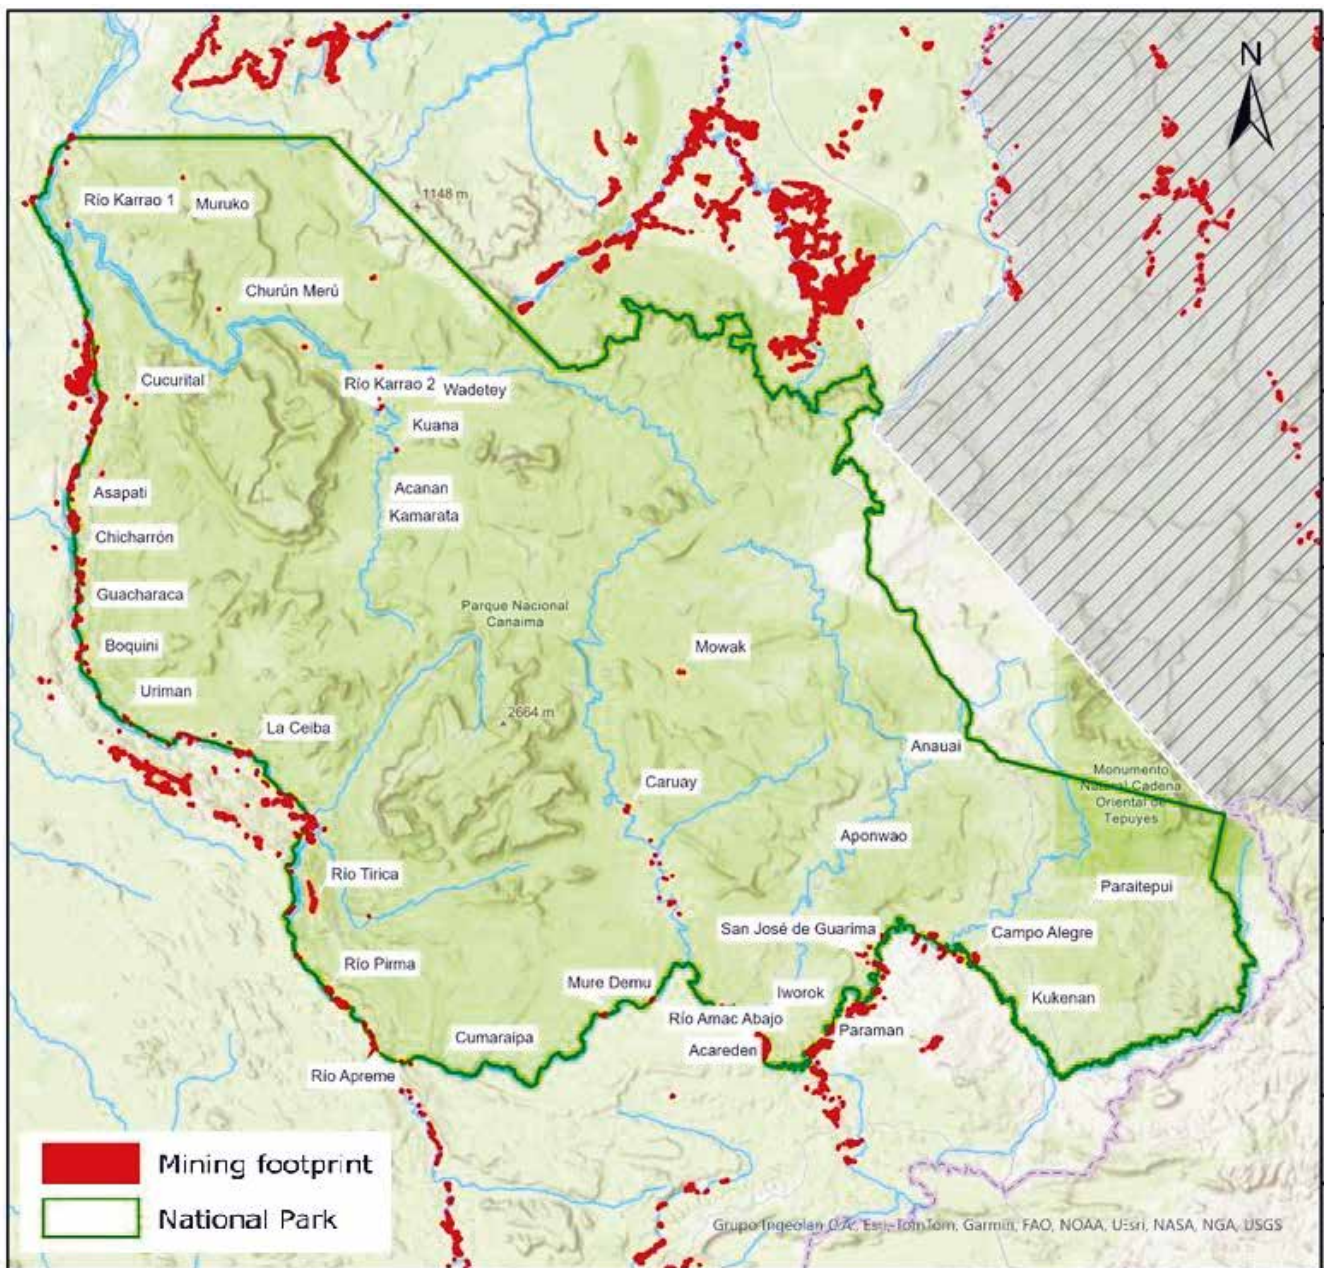 N
1148 m
Río Karrao 1
Muruko
Churún Merú
Cucurital
Río Karrao 2
Wadetey
Kuana
Acanan
Kamarata
Asapati
Chicharrón
Guacharaca
Boquini
Uriman
La Ceiba
Parque Nacional
Canaima
2664 m
Mowak
Anauai
Caruay
Monumento
Natural Cadena
Oriental de
Tepuyes
Aponwao
Río Tirica
Paraitepui
San José de Guarima
Campo Alegre
Río Pirma
Mure Demu
Iworok
Kukenan
Río Amac Abajo
Paraman
Cumaraipa
Acareden
Río Apreme
Mining footprint
National Park
Grupo Ingeolan C.A., Esri, TomTom, Garmin, FAO, NOAA, USGS, NASA, NGA, USGS